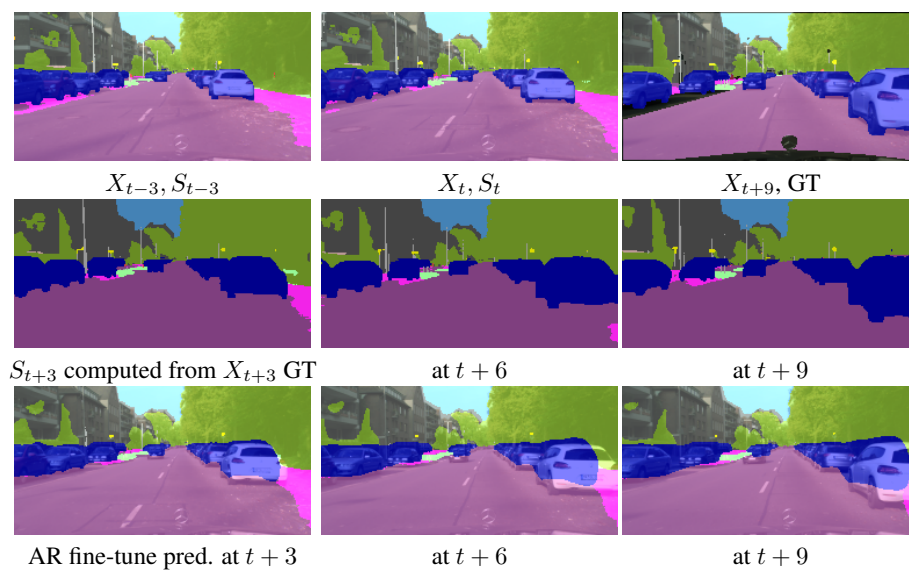 X_{t−3}, S_{t−3}
X_t, S_t
X_{t+9}, GT
S_{t+3} computed from X_{t+3} GT
at t + 6
at t + 9
AR fine-tune pred. at t + 3
at t + 6
at t + 9